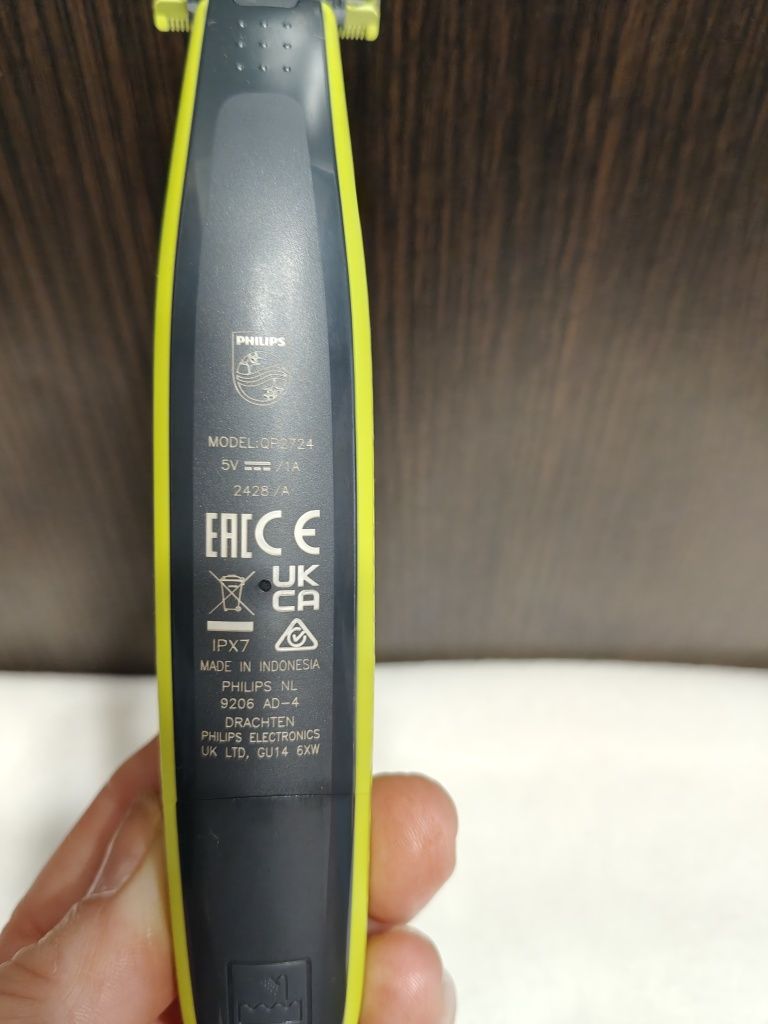 PHILIPS
MODEL:QP2724
5V ⎓ /1A
2428 /A
EAC CE
UK
CA
IPX7
MADE IN INDONESIA
PHILIPS NL
9206 AD-4
DRACHTEN
PHILIPS ELECTRONICS
UK LTD, GU14 6XW